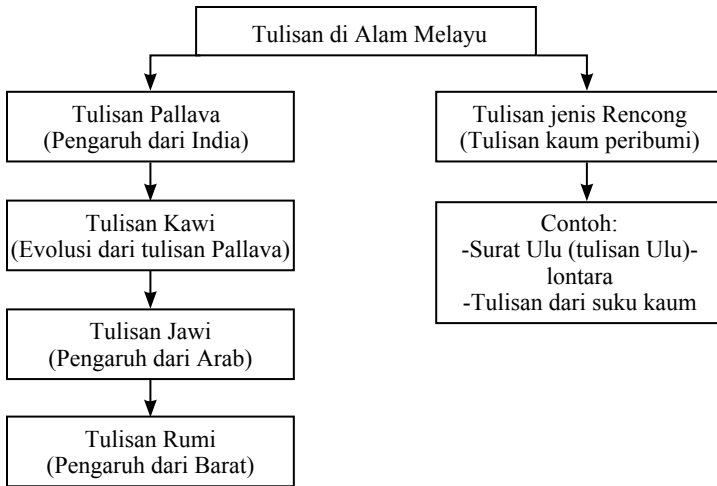 Tulisan di Alam Melayu
Tulisan Pallava
(Pengaruh dari India)
Tulisan Kawi
(Evolusi dari tulisan Pallava)
Tulisan Jawi
(Pengaruh dari Arab)
Tulisan Rumi
(Pengaruh dari Barat)
Tulisan jenis Rencong
(Tulisan kaum peribumi)
Contoh:
-Surat Ulu (tulisan Ulu)-
lontara
-Tulisan dari suku kaum